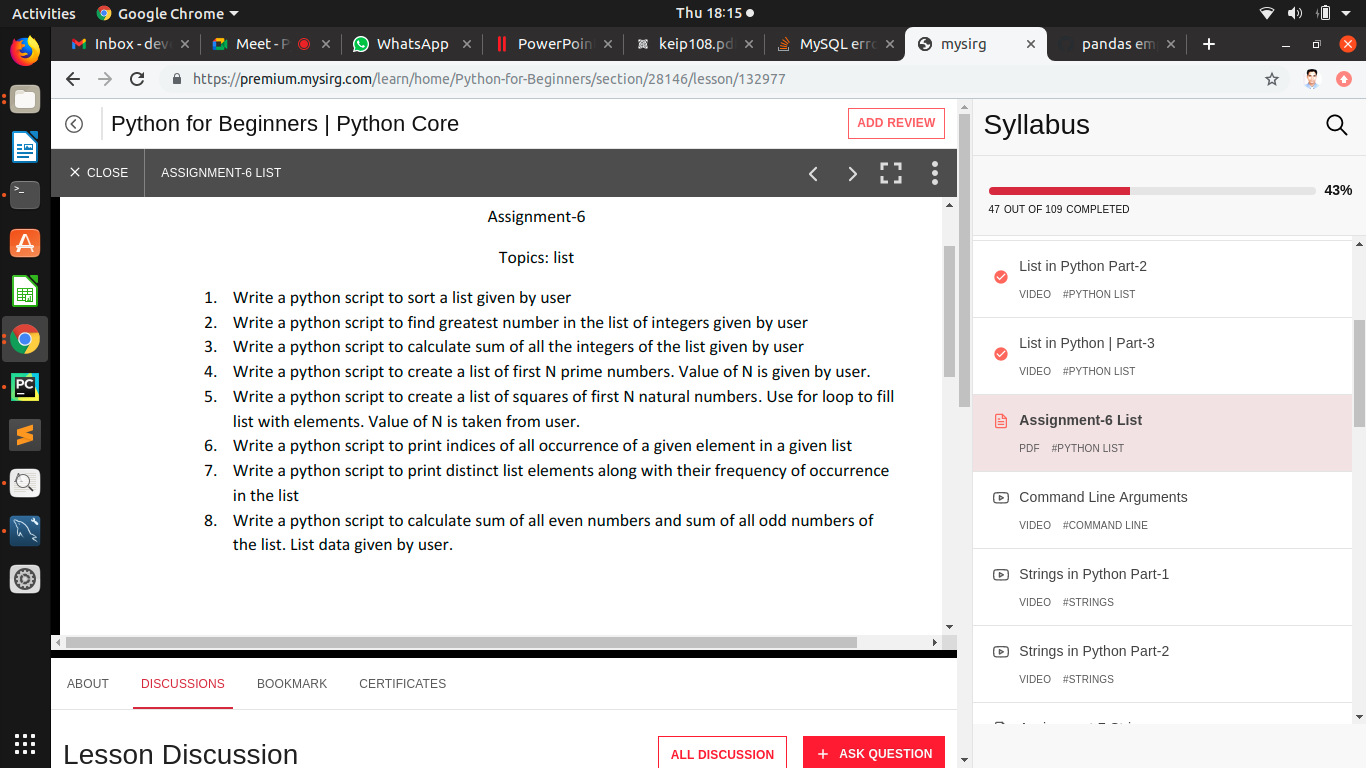 Activities
Google Chrome
Thu 18:15
Inbox - dev
Meet - P
WhatsApp
PowerPoin
keip108.pd
MySQL erro
mysirg
pandas em
https://premium.mysirg.com/learn/home/Python-for-Beginners/section/28146/lesson/132977
Python for Beginners | Python Core
ADD REVIEW
CLOSE
ASSIGNMENT-6 LIST
Assignment-6
Topics: list
1. Write a python script to sort a list given by user
2. Write a python script to find greatest number in the list of integers given by user
3. Write a python script to calculate sum of all the integers of the list given by user
4. Write a python script to create a list of first N prime numbers. Value of N is given by user.
5. Write a python script to create a list of squares of first N natural numbers. Use for loop to fill
list with elements. Value of N is taken from user.
6. Write a python script to print indices of all occurrence of a given element in a given list
7. Write a python script to print distinct list elements along with their frequency of occurrence
in the list
8. Write a python script to calculate sum of all even numbers and sum of all odd numbers of
the list. List data given by user.
ABOUT
DISCUSSIONS
BOOKMARK
CERTIFICATES
Lesson Discussion
ALL DISCUSSION
+ ASK QUESTION
Syllabus
43%
47 OUT OF 109 COMPLETED
List in Python Part-2
VIDEO #PYTHON LIST
List in Python | Part-3
VIDEO #PYTHON LIST
Assignment-6 List
PDF #PYTHON LIST
Command Line Arguments
VIDEO #COMMAND LINE
Strings in Python Part-1
VIDEO #STRINGS
Strings in Python Part-2
VIDEO #STRINGS